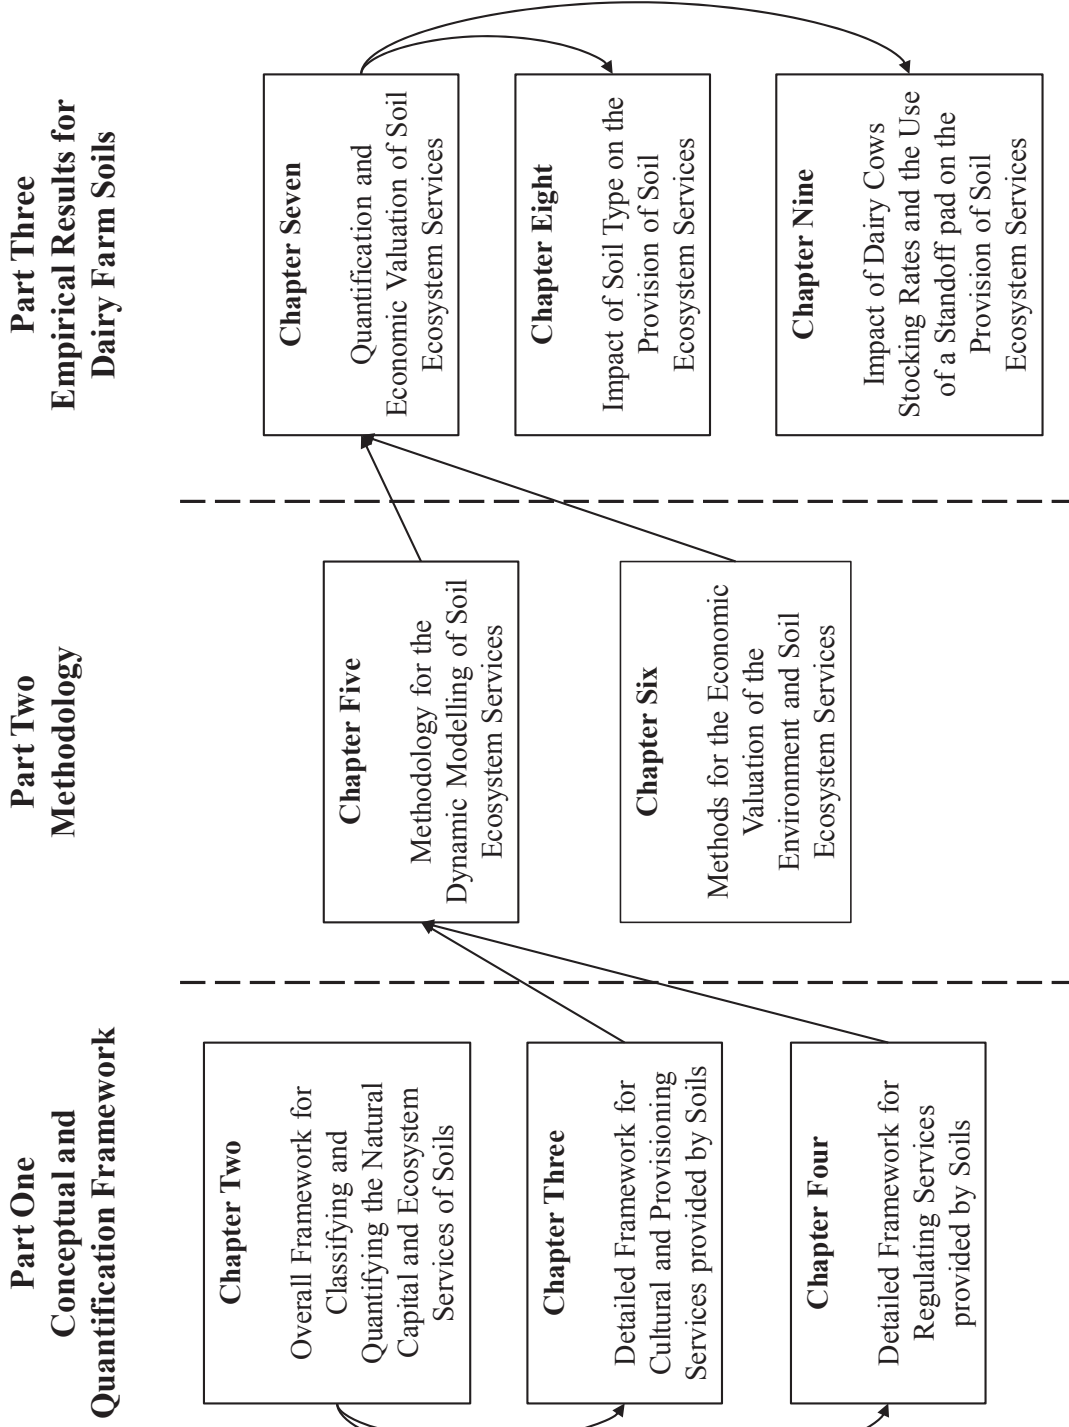 Part One
Conceptual and
Quantification Framework
Chapter Two
Overall Framework for
Classifying and
Quantifying the Natural
Capital and Ecosystem
Services of Soils
Chapter Three
Detailed Framework for
Cultural and Provisioning
Services provided by Soils
Chapter Four
Detailed Framework for
Regulating Services
provided by Soils
Part Two
Methodology
Chapter Five
Methodology for the
Dynamic Modelling of Soil
Ecosystem Services
Chapter Six
Methods for the Economic
Valuation of the
Environment and Soil
Ecosystem Services
Part Three
Empirical Results for
Dairy Farm Soils
Chapter Seven
Quantification and
Economic Valuation of Soil
Ecosystem Services
Chapter Eight
Impact of Soil Type on the
Provision of Soil
Ecosystem Services
Chapter Nine
Impact of Dairy Cows
Stocking Rates and the Use
of a Standoff pad on the
Provision of Soil
Ecosystem Services